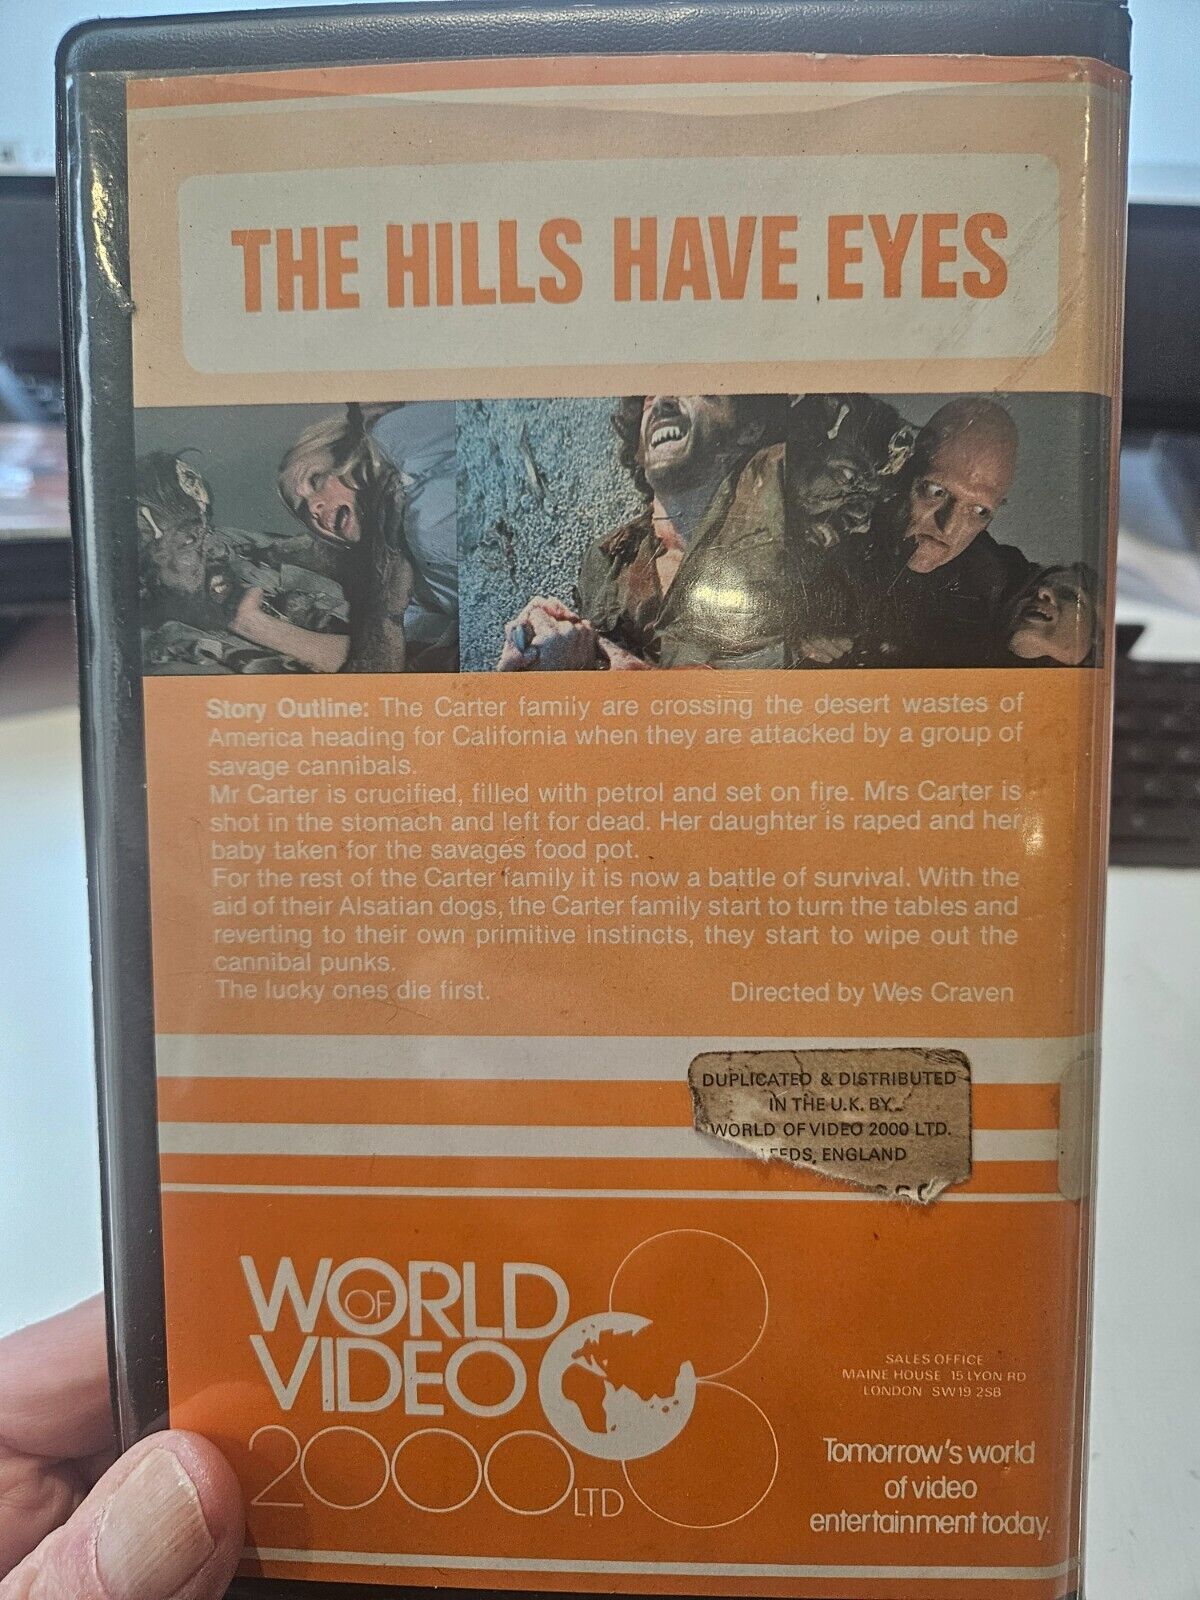 THE HILLS HAVE EYES
Story Outline: The Carter family are crossing the desert wastes of
America heading for California when they are attacked by a group of
savage cannibals.
Mr Carter is crucified, filled with petrol and set on fire. Mrs Carter is
shot in the stomach and left for dead. Her daughter is raped and her
baby taken for the savages food pot.
For the rest of the Carter family it is now a battle of survival. With the
aid of their Alsatian dogs, the Carter family start to turn the tables and
reverting to their own primitive instincts, they start to wipe out the
cannibal punks.
The lucky ones die first. Directed by Wes Craven
DUPLICATED & DISTRIBUTED
IN THE U.K. BY
WORLD OF VIDEO 2000 LTD.
EEDS, ENGLAND
WORLD OF
VIDEO
2000 LTD
SALES OFFICE
MAINE HOUSE 15 LYON RD
LONDON SW19 2SB
Tomorrow's world
of video
entertainment today.